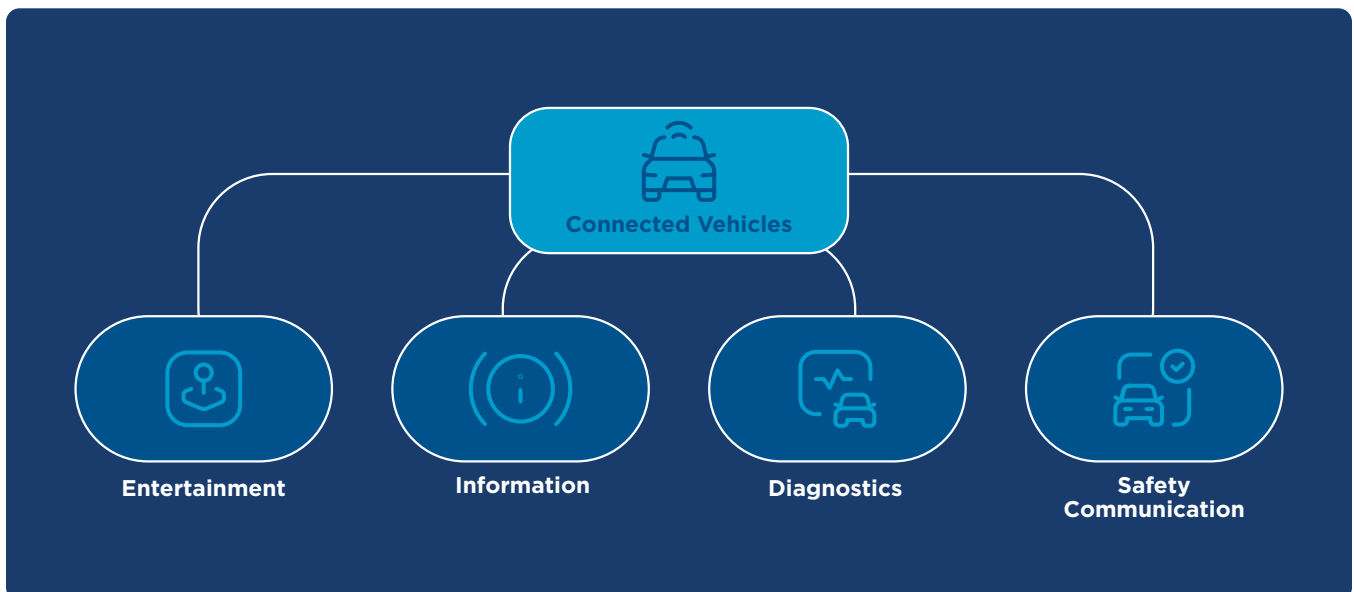 Connected Vehicles
Entertainment
Information
Diagnostics
Safety
Communication